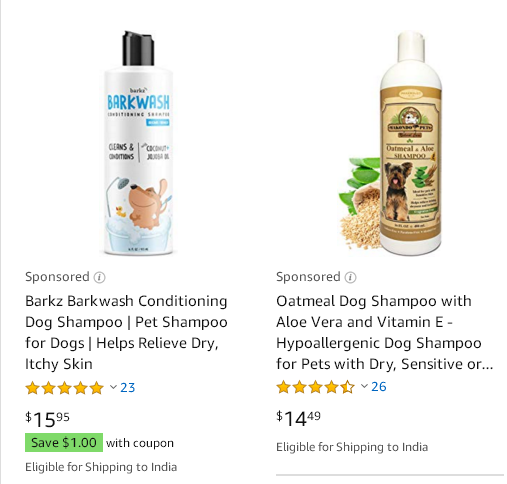 barkz
BARKWASH
CONDITIONING SHAMPOO
CLEANS &
CONDITIONS
COCONUT+
JOJOBA OIL
MAKONDO PETS
Oatmeal & Aloe
SHAMPOO
Sponsored
Barkz Barkwash Conditioning
Dog Shampoo | Pet Shampoo
for Dogs | Helps Relieve Dry,
Itchy Skin
23
$15.95
Save $1.00 with coupon
Eligible for Shipping to India
Sponsored
Oatmeal Dog Shampoo with
Aloe Vera and Vitamin E -
Hypoallergenic Dog Shampoo
for Pets with Dry, Sensitive or...
26
$14.49
Eligible for Shipping to India